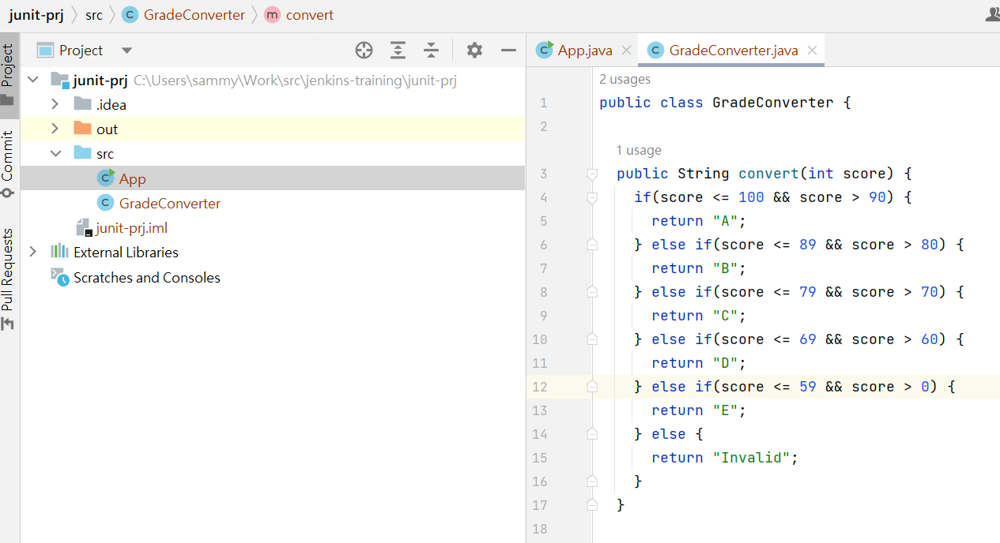 junit-prj src C GradeConverter m convert
Project
Commit
Pull Requests
Project
junit-prj C:\Users\sammy\Work\src\jenkins-training\junit-prj
.idea
out
src
C App
C GradeConverter
junit-prj.iml
External Libraries
Scratches and Consoles
C App.java C GradeConverter.java
2 usages
1 public class GradeConverter {
2
1 usage
3 public String convert(int score) {
4 if(score <= 100 && score > 90) {
5 return "A";
6 } else if(score <= 89 && score > 80) {
7 return "B";
8 } else if(score <= 79 && score > 70) {
9 return "C";
10 } else if(score <= 69 && score > 60) {
11 return "D";
12 } else if(score <= 59 && score > 0) {
13 return "E";
14 } else {
15 return "Invalid";
16 }
17 }
18